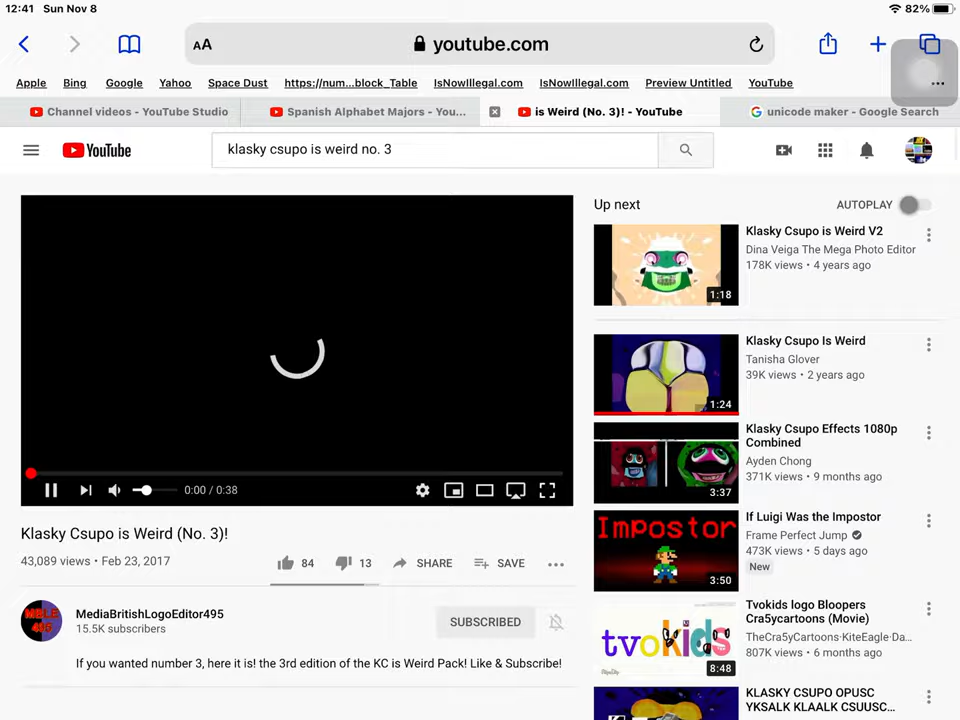 12:41 Sun Nov 8
82%
AA
youtube.com
Apple Bing Google Yahoo Space Dust https://num...block_Table IsNowIllegal.com IsNowIllegal.com Preview Untitled YouTube
Channel videos - YouTube Studio
Spanish Alphabet Majors - You...
is Weird (No. 3)! - YouTube
unicode maker - Google Search
YouTube
klasky csupo is weird no. 3
Up next
AUTOPLAY
Klasky Csupo is Weird V2
Dina Veiga The Mega Photo Editor
178K views • 4 years ago
1:18
Klasky Csupo Is Weird
Tanisha Glover
39K views • 2 years ago
1:24
Klasky Csupo Effects 1080p
Combined
Ayden Chong
371K views • 9 months ago
3:37
Impostor
If Luigi Was the Impostor
Frame Perfect Jump
473K views • 5 days ago
New
3:50
tvokids
Tvokids logo Bloopers
Cra5ycartoons (Movie)
TheCra5yCartoons·KiteEagle·Da...
807K views • 6 months ago
8:48
KLASKY CSUPO OPUSC
YKSALK KLAALK CSUUSC...
0:00 / 0:38
Klasky Csupo is Weird (No. 3)!
43,089 views • Feb 23, 2017
84
13
SHARE
SAVE
MBLE
495
MediaBritishLogoEditor495
15.5K subscribers
SUBSCRIBED
If you wanted number 3, here it is! the 3rd edition of the KC is Weird Pack! Like & Subscribe!